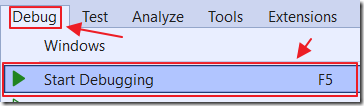 Debug Test Analyze Tools Extensions
Windows
Start Debugging F5